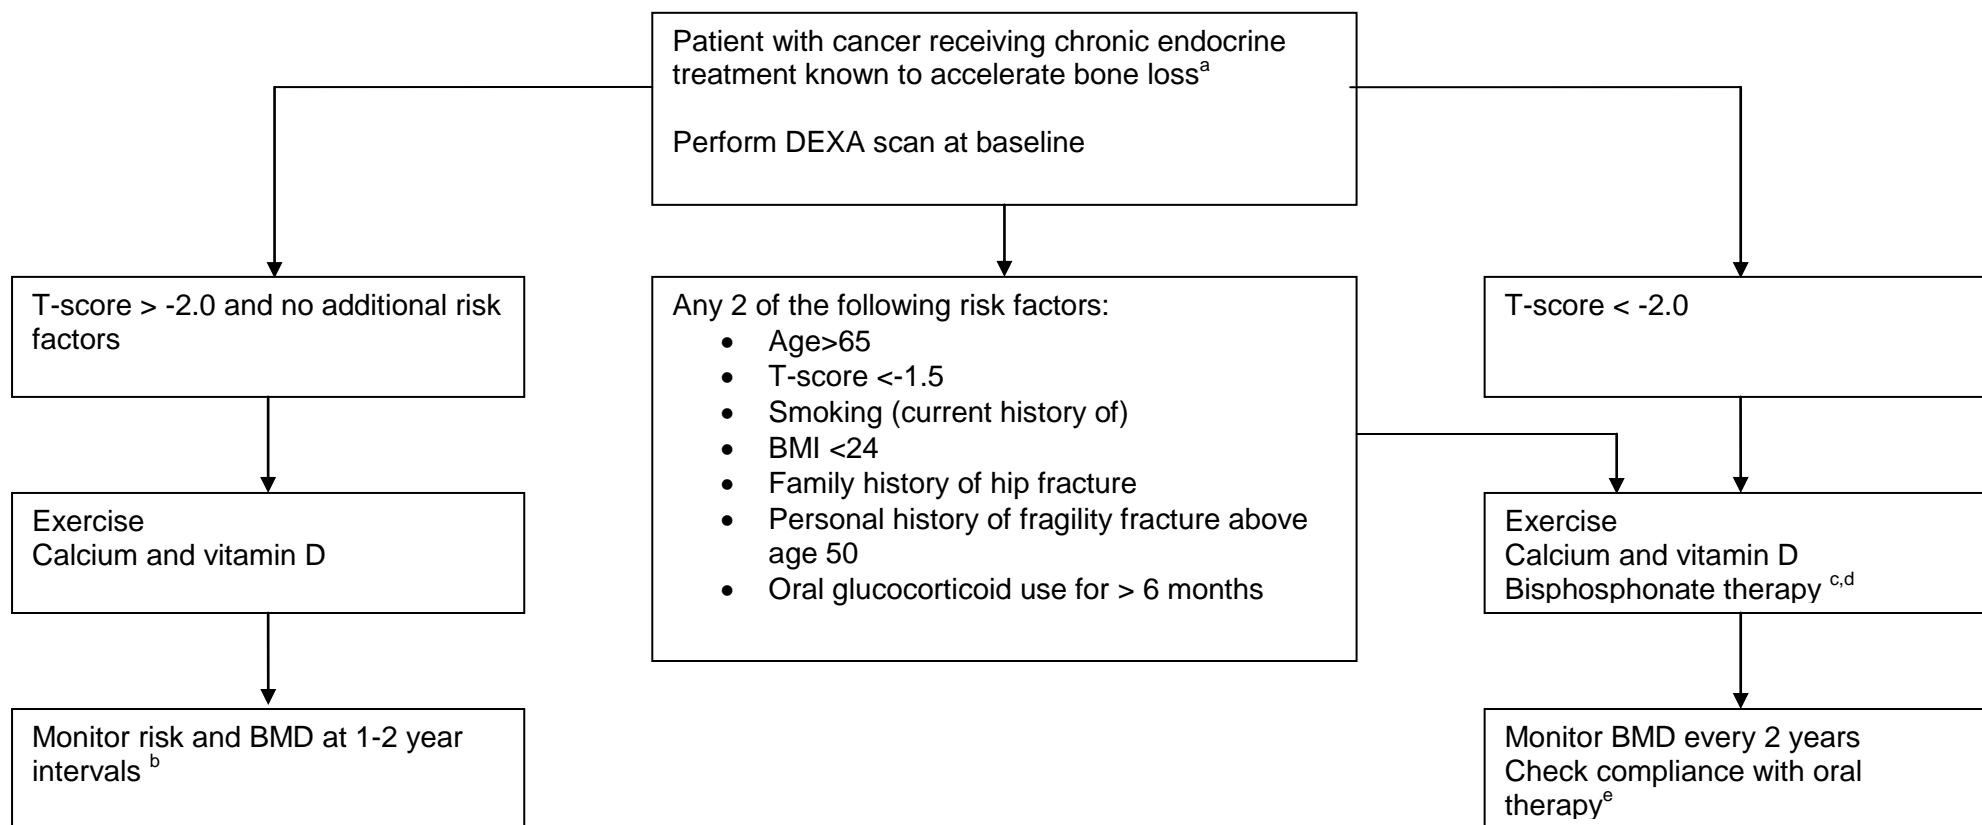 Patient with cancer receiving chronic endocrine
treatment known to accelerate bone lossᵃ
Perform DEXA scan at baseline
T-score > -2.0 and no additional risk
factors
Exercise
Calcium and vitamin D
Monitor risk and BMD at 1-2 year
intervals ᵇ
Any 2 of the following risk factors:
• Age>65
• T-score <-1.5
• Smoking (current history of)
• BMI <24
• Family history of hip fracture
• Personal history of fragility fracture above
age 50
• Oral glucocorticoid use for > 6 months
T-score < -2.0
Exercise
Calcium and vitamin D
Bisphosphonate therapy ᶜ,ᵈ
Monitor BMD every 2 years
Check compliance with oral
therapyᵉ